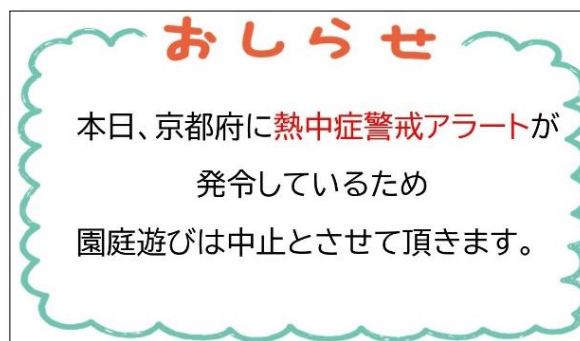 おしらせ
本日、京都府に熱中症警戒アラートが
発令しているため
園庭遊びは中止とさせて頂きます。